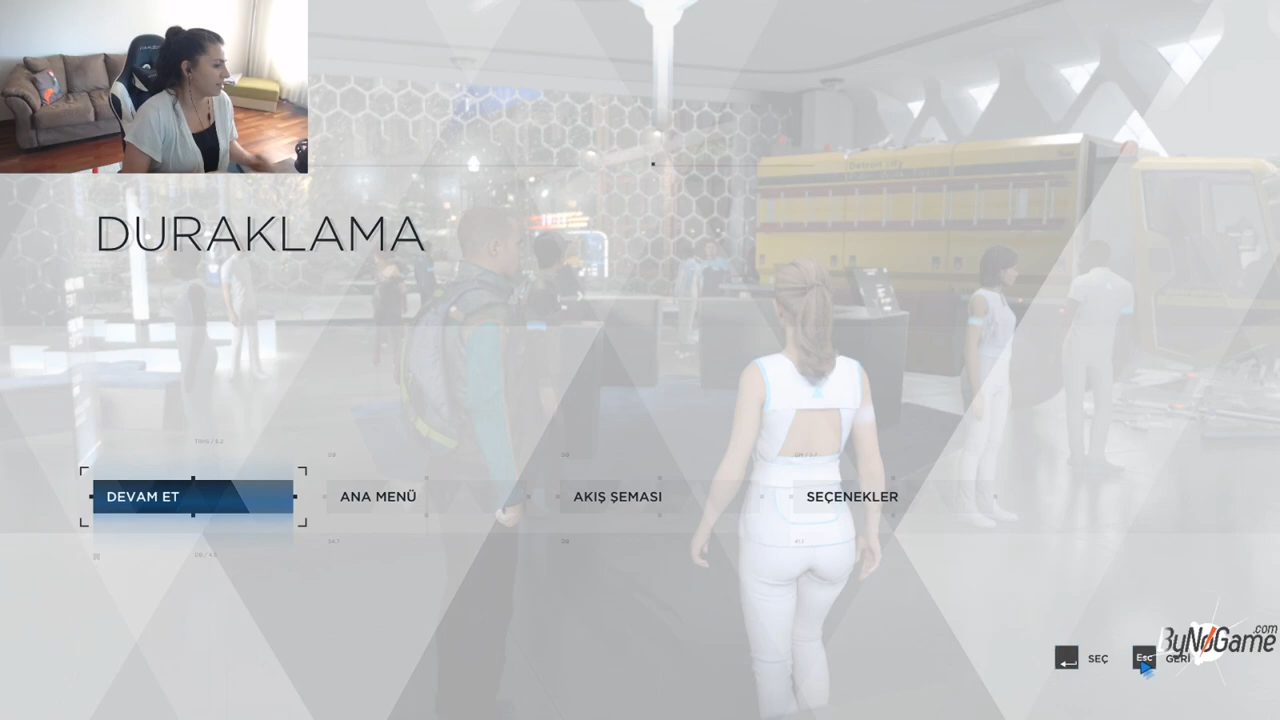 DURAKLAMA
DEVAM ET
ANA MENÜ
AKIŞ ŞEMASI
SEÇENEKLER
SEÇ
Esc
GERİ
ByNoGame
.com